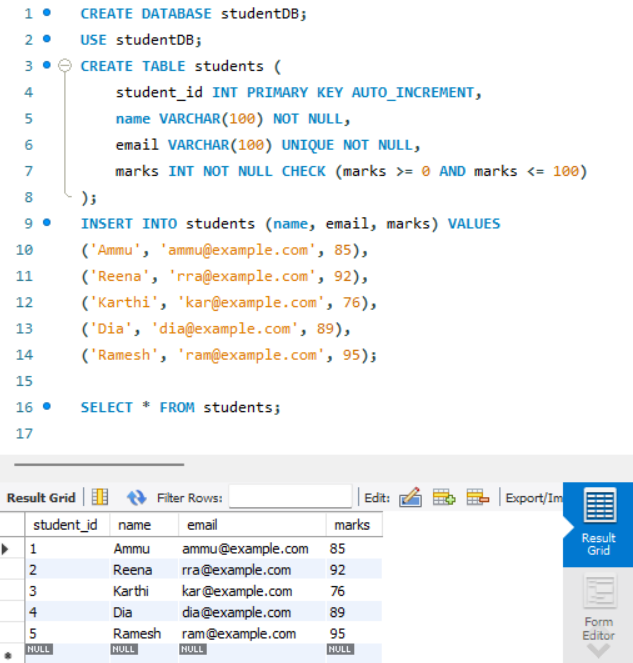 1 CREATE DATABASE studentDB;
2 USE studentDB;
3 CREATE TABLE students (
4 student_id INT PRIMARY KEY AUTO_INCREMENT,
5 name VARCHAR(100) NOT NULL,
6 email VARCHAR(100) UNIQUE NOT NULL,
7 marks INT NOT NULL CHECK (marks >= 0 AND marks <= 100)
8 );
9 INSERT INTO students (name, email, marks) VALUES
10 ('Ammu', 'ammu@example.com', 85),
11 ('Reena', 'rra@example.com', 92),
12 ('Karthi', 'kar@example.com', 76),
13 ('Dia', 'dia@example.com', 89),
14 ('Ramesh', 'ram@example.com', 95);
15
16 SELECT * FROM students;
17
Result Grid Filter Rows: Edit: Export/Im
student_id name email marks
1 Ammu ammu@example.com 85
2 Reena rra@example.com 92
3 Karthi kar@example.com 76
4 Dia dia@example.com 89
5 Ramesh ram@example.com 95
NULL NULL NULL NULL
Result
Grid
Form
Editor